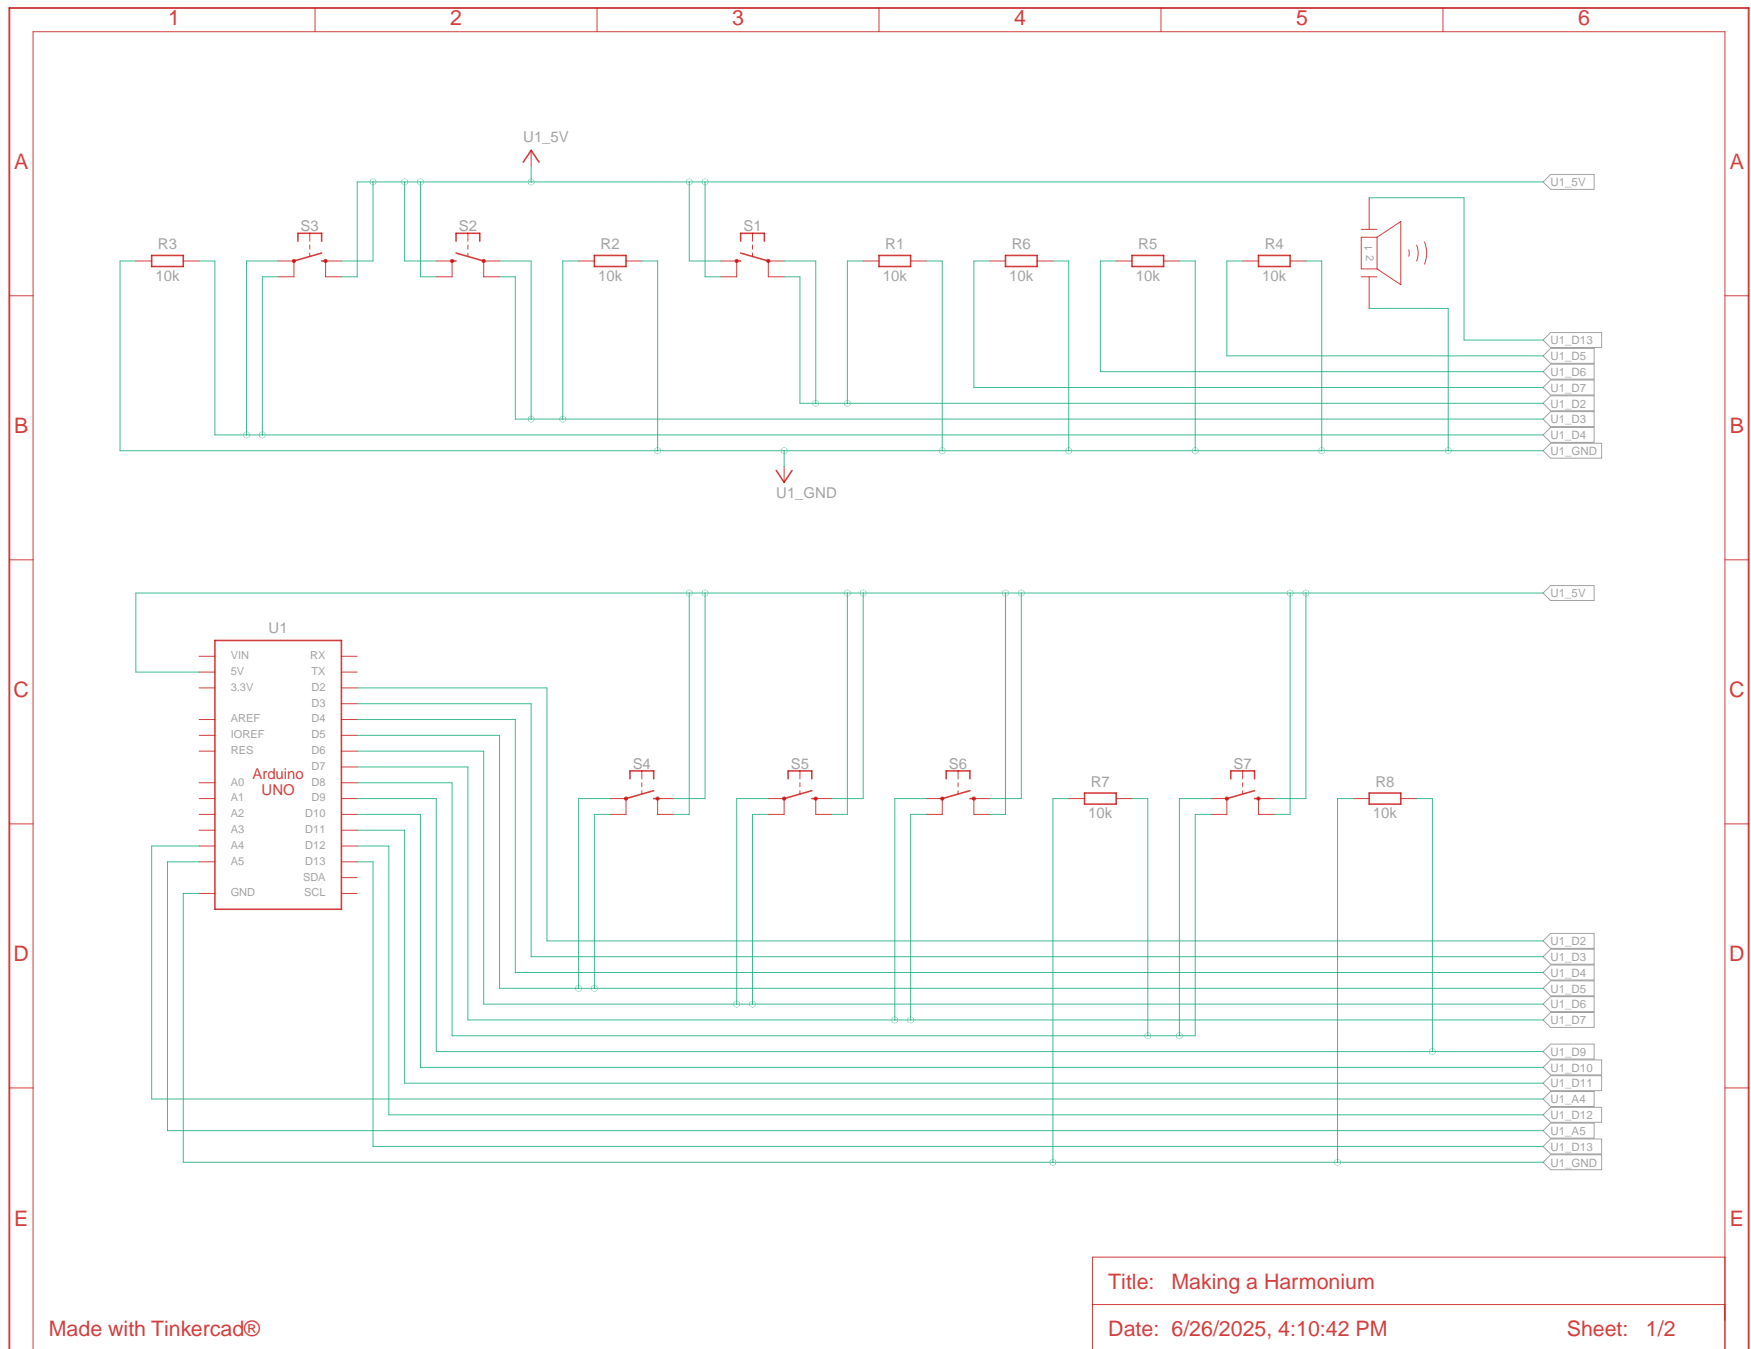 1 2 3 4 5 6
U1_5V
A A
U1_5V
S3 S2 S1
R3 R2 R1 R6 R5 R4
1
2
10k 10k 10k 10k 10k 10k
U1_D13
U1_D5
U1_D6
U1_D7
U1_D2
U1_D3
B B
U1_D4
U1_GND
U1_GND
U1_5V
U1
VIN RX
5V TX
3.3V D2
C C
D3
AREF D4
IOREF D5
RES D6
D7
Arduino
UNO
S4 S5 S6 S7
A0 D8
R7 R8
A1 D9
A2 D10
10k 10k
A3 D11
A4 D12
A5 D13
SDA
GND SCL
U1_D2
D D
U1_D3
U1_D4
U1_D5
U1_D6
U1_D7
U1_D9
U1_D10
U1_D11
U1_A4
U1_D12
U1_A5
U1_D13
U1_GND
E E
Title: Making a Harmonium
Made with Tinkercad®
Date: 6/26/2025, 4:10:42 PM Sheet: 1/2